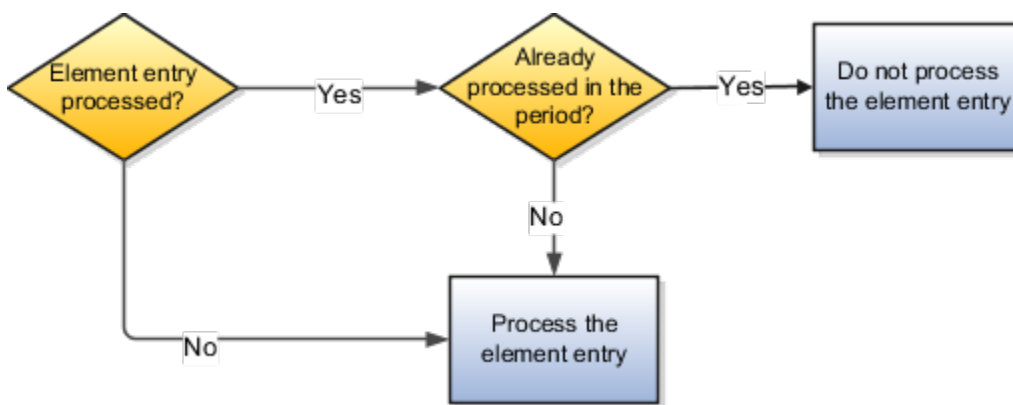 Element entry
processed?
Yes
Already
processed in the
period?
Yes
Do not process
the element entry
No
Process the
element entry
No